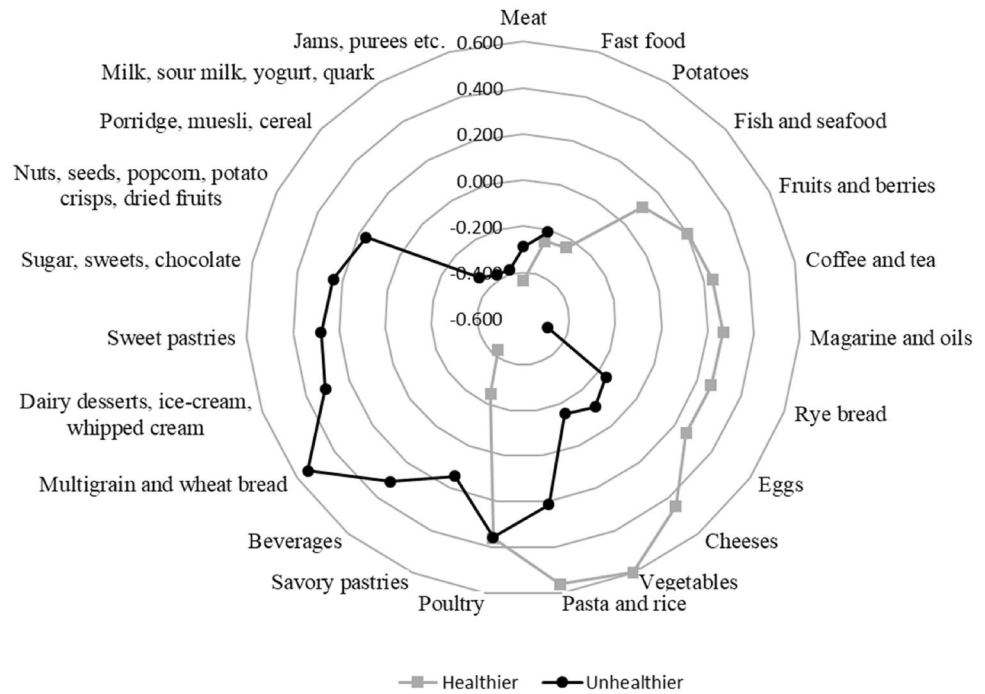 Meat
Jams, purees etc.
0.600
Fast food
Milk, sour milk, yogurt, quark
0.400
Potatoes
Porridge, muesli, cereal
0.200
Fish and seafood
Nuts, seeds, popcorn, potato
crisps, dried fruits
0.000
Fruits and berries
-0.200
Sugar, sweets, chocolate
-0.400
Coffee and tea
-0.600
Sweet pastries
Magarine and oils
Dairy desserts, ice-cream,
whipped cream
Rye bread
Multigrain and wheat bread
Eggs
Beverages
Cheeses
Savory pastries
Vegetables
Poultry
Pasta and rice
Healthier
Unhealthier